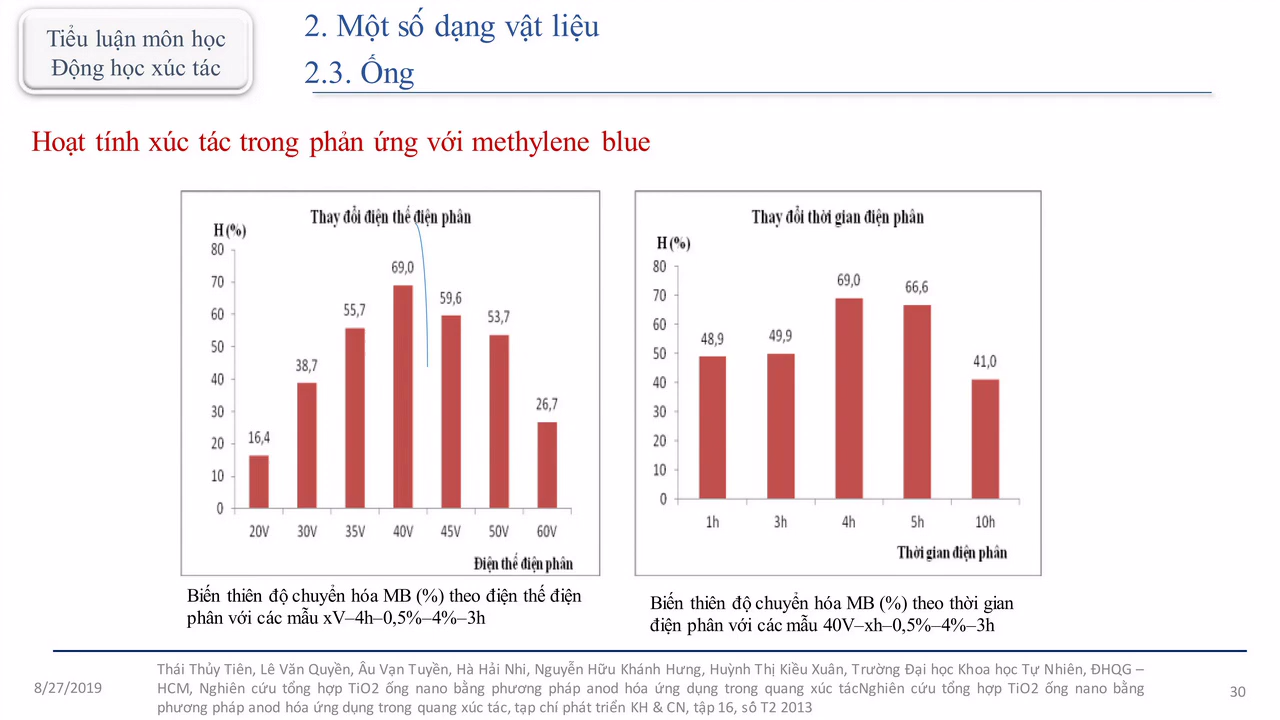 Tiểu luận môn học
Động học xúc tác
2. Một số dạng vật liệu
2.3. Ống
Hoạt tính xúc tác trong phản ứng với methylene blue
Thay đổi điện thế điện phân
H (%)
80
70
60
50
40
30
20
10
0
16,4
38,7
55,7
69,0
59,6
53,7
26,7
20V 30V 35V 40V 45V 50V 60V
Điện thế điện phân
Biến thiên độ chuyển hóa MB (%) theo điện thế điện
phân với các mẫu xV–4h–0,5%–4%–3h
Thay đổi thời gian điện phân
H (%)
80
70
60
50
40
30
20
10
0
48,9
49,9
69,0
66,6
41,0
1h 3h 4h 5h 10h
Thời gian điện phân
Biến thiên độ chuyển hóa MB (%) theo thời gian
điện phân với các mẫu 40V–xh–0,5%–4%–3h
8/27/2019
Thái Thủy Tiên, Lê Văn Quyền, Âu Vạn Tuyền, Hà Hải Nhi, Nguyễn Hữu Khánh Hưng, Huỳnh Thị Kiều Xuân, Trường Đại học Khoa học Tự Nhiên, ĐHQG –
HCM, Nghiên cứu tổng hợp TiO2 ống nano bằng phương pháp anod hóa ứng dụng trong quang xúc tácNghiên cứu tổng hợp TiO2 ống nano bằng
phương pháp anod hóa ứng dụng trong quang xúc tác, tạp chí phát triển KH & CN, tập 16, số T2 2013
30